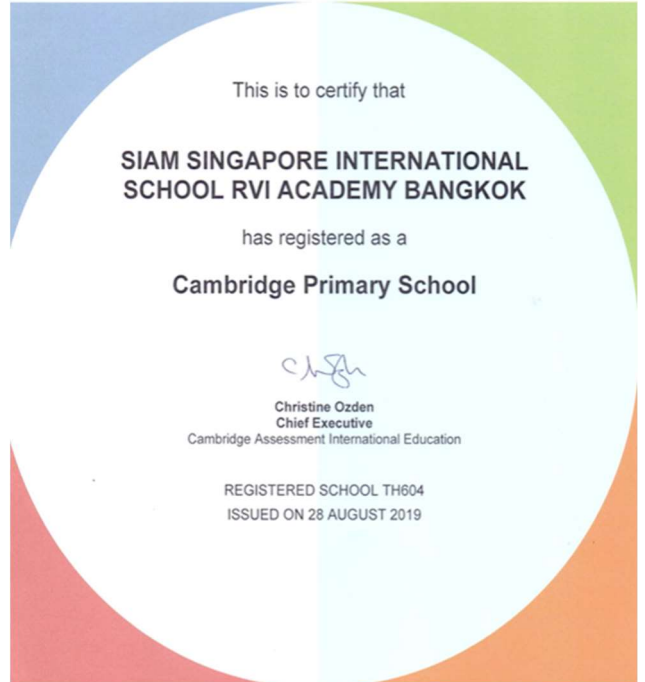 This is to certify that
SIAM SINGAPORE INTERNATIONAL
SCHOOL RVI ACADEMY BANGKOK
has registered as a
Cambridge Primary School
Christine Ozden
Chief Executive
Cambridge Assessment International Education
REGISTERED SCHOOL TH604
ISSUED ON 28 AUGUST 2019